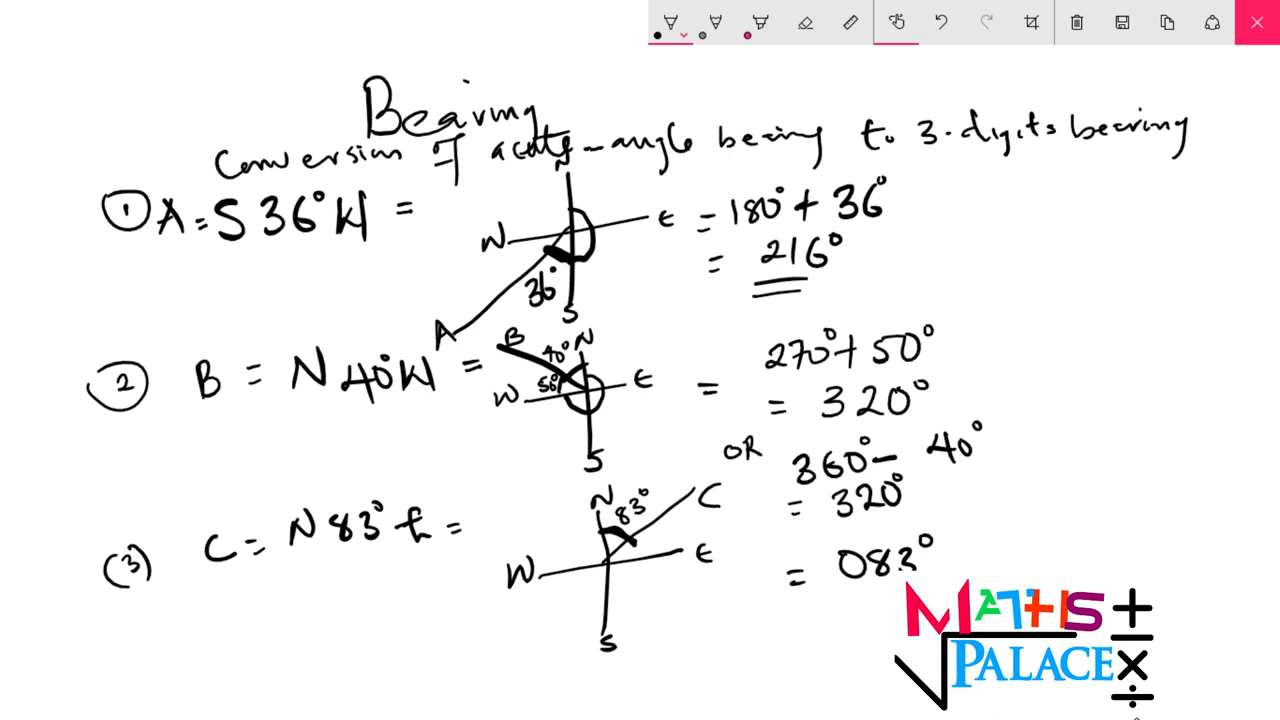 Bearing
Conversion of acute-angle bearing to 3-digits bearing
① A = S 36° W =
N
W E
36°
A S
= 180° + 36°
= 216°
② B = N 40° W =
B N
40°
50°
W E
S
= 270° + 50°
= 320°
OR 360° - 40°
= 320°
(3) C = N 83° E =
N 83° C
W E
S
= 083°
MATHS
PALACE
+
×
÷